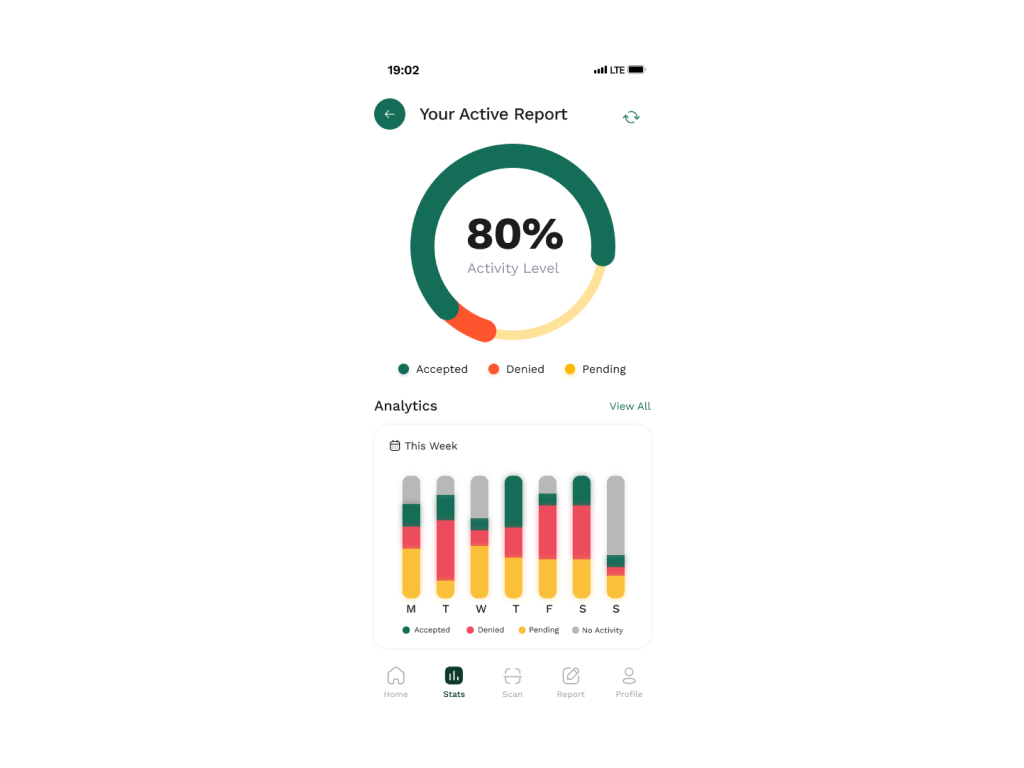 19:02 LTE
Your Active Report
80%
Activity Level
Accepted Denied Pending
Analytics View All
This Week
M T W T F S S
Accepted Denied Pending No Activity
Home Stats Scan Report Profile